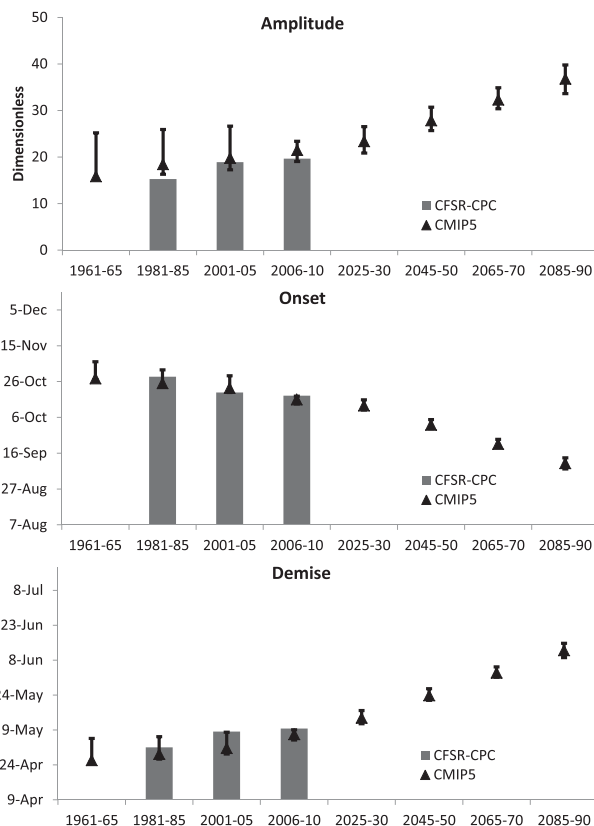 Amplitude
50
40
30
20
10
0
Dimensionless
CFSR-CPC
CMIP5
1961-65 1981-85 2001-05 2006-10 2025-30 2045-50 2065-70 2085-90
Onset
5-Dec
15-Nov
26-Oct
6-Oct
16-Sep
27-Aug
7-Aug
CFSR-CPC
CMIP5
1961-65 1981-85 2001-05 2006-10 2025-30 2045-50 2065-70 2085-90
Demise
8-Jul
23-Jun
8-Jun
4-May
9-May
24-Apr
9-Apr
CFSR-CPC
CMIP5
1961-65 1981-85 2001-05 2006-10 2025-30 2045-50 2065-70 2085-90